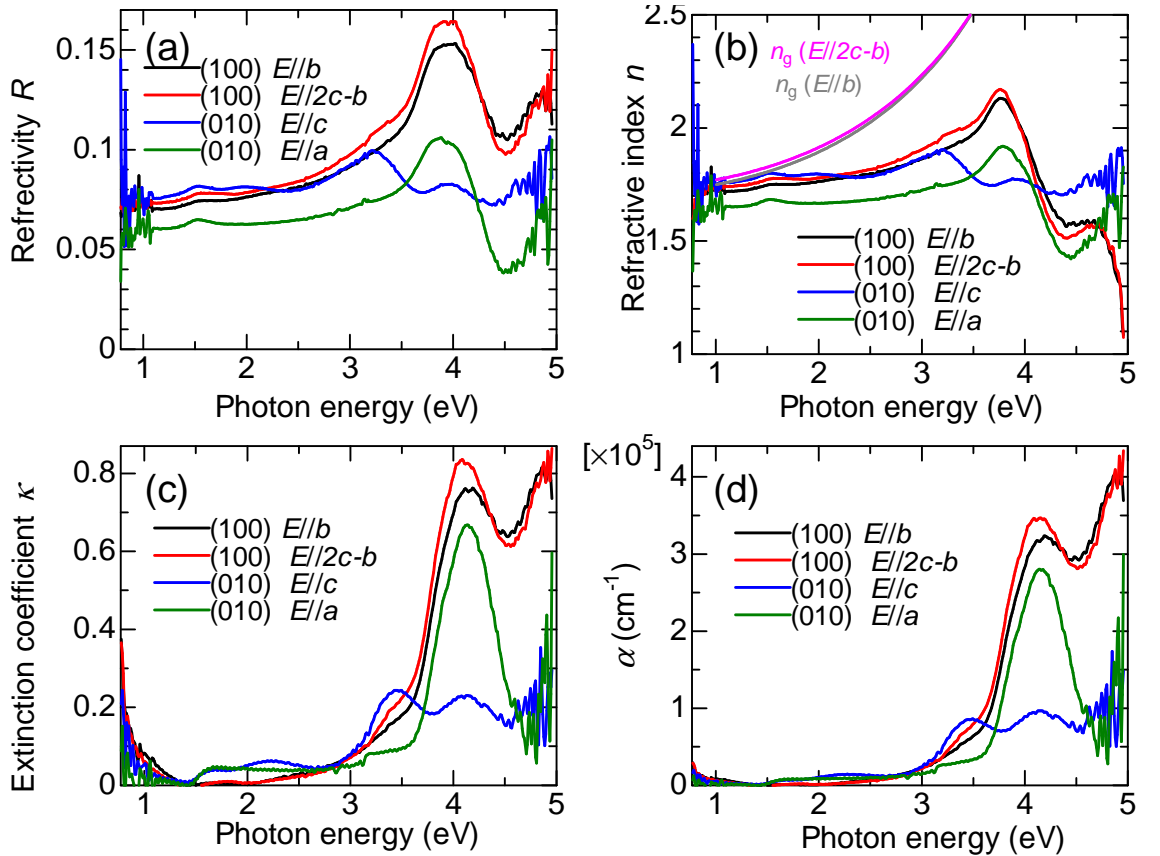 (a)
Refrectivity R
0.15
0.1
0.05
0
(100) E//b
(100) E//2c-b
(010) E//c
(010) E//a
1 2 3 4 5
Photon energy (eV)
(b)
Refractive index n
2.5
2
1.5
1
ng (E//2c-b)
ng (E//b)
(100) E//b
(100) E//2c-b
(010) E//c
(010) E//a
1 2 3 4 5
Photon energy (eV)
(c)
Extinction coefficient κ
0.8
0.6
0.4
0.2
0
(100) E//b
(100) E//2c-b
(010) E//c
(010) E//a
1 2 3 4 5
Photon energy (eV)
[×10⁵]
(d)
α (cm⁻¹)
4
3
2
1
0
(100) E//b
(100) E//2c-b
(010) E//c
(010) E//a
1 2 3 4 5
Photon energy (eV)